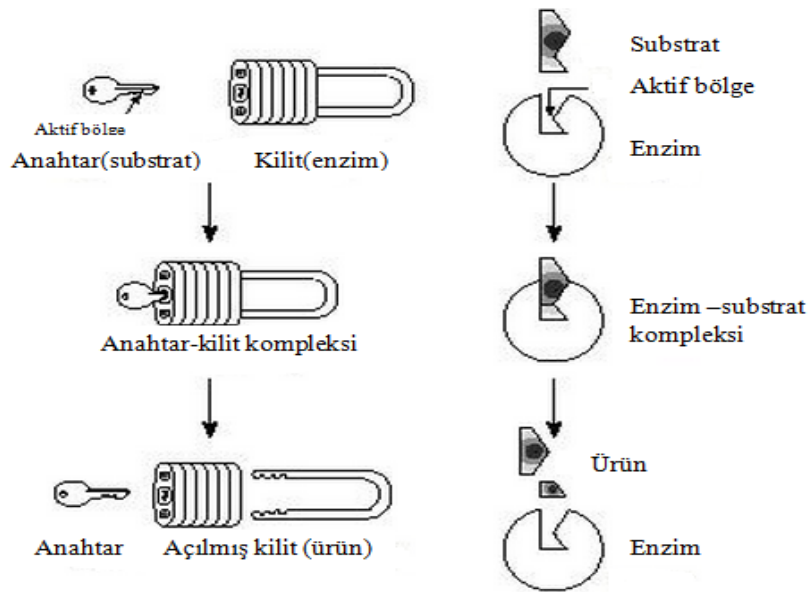 Substrat
Aktif bölge
Aktif bölge
Enzim
Anahtar(substrat)
Kilit(enzim)
Anahtar-kilit kompleksi
Enzim –substrat
kompleksi
Ürün
Anahtar
Açılmış kilit (ürün)
Enzim